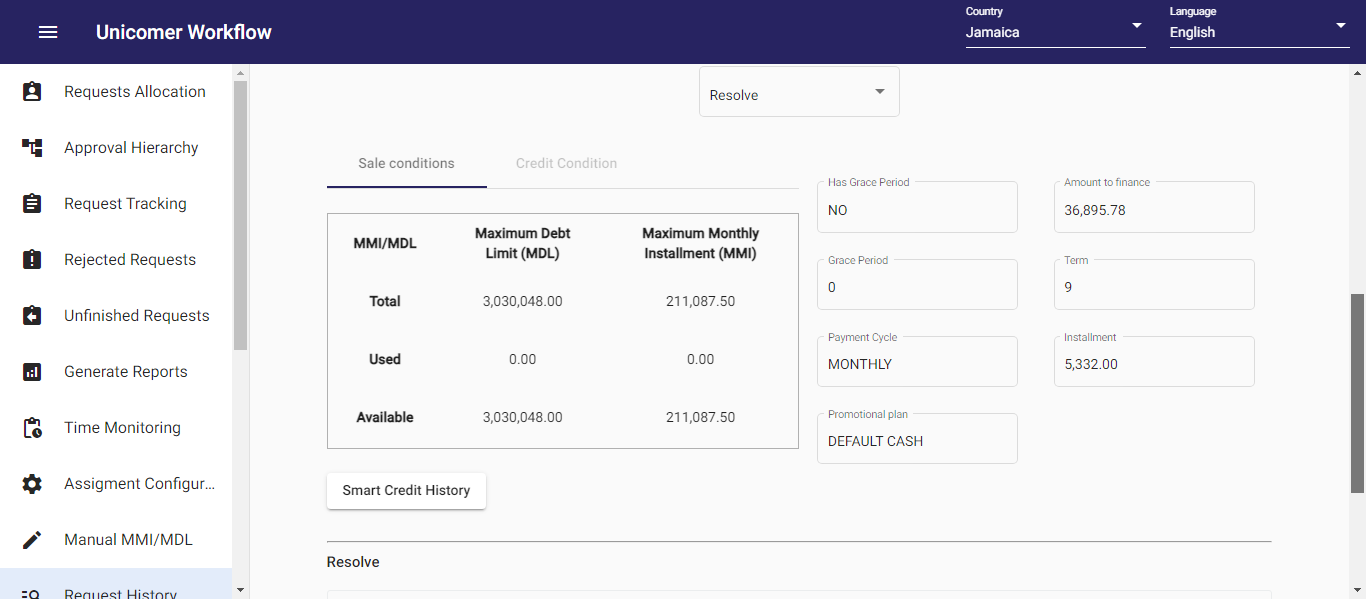 Unicomer Workflow
Country
Jamaica
Language
English
Requests Allocation
Approval Hierarchy
Request Tracking
Rejected Requests
Unfinished Requests
Generate Reports
Time Monitoring
Assigment Configur...
Manual MMI/MDL
Request History
Resolve
Sale conditions
Credit Condition
MMI/MDL
Maximum Debt
Limit (MDL)
Maximum Monthly
Installment (MMI)
Total
3,030,048.00
211,087.50
Used
0.00
0.00
Available
3,030,048.00
211,087.50
Smart Credit History
Has Grace Period
NO
Amount to finance
36,895.78
Grace Period
0
Term
9
Payment Cycle
MONTHLY
Installment
5,332.00
Promotional plan
DEFAULT CASH
Resolve